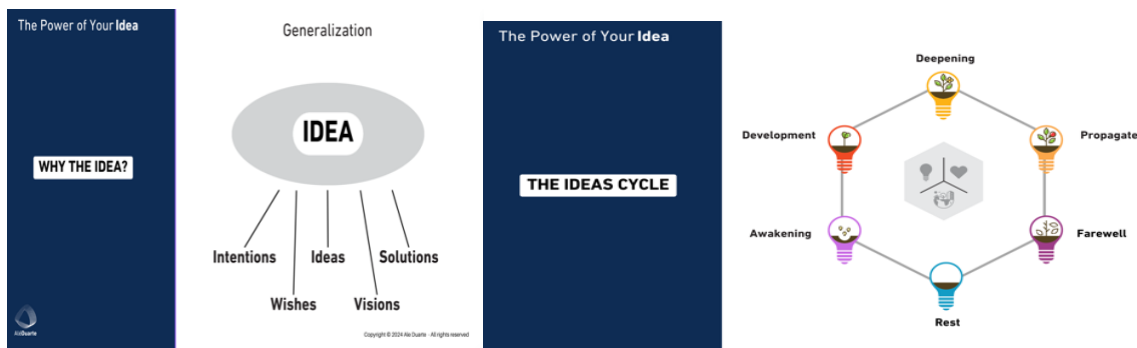 The Power of Your Idea
WHY THE IDEA?
AleDuarte
Generalization
IDEA
Intentions
Ideas
Solutions
Wishes
Visions
Copyright © 2024 Ale Duarte - All rights reserved
The Power of Your Idea
THE IDEAS CYCLE
Deepening
Development
Propagate
Awakening
Farewell
Rest